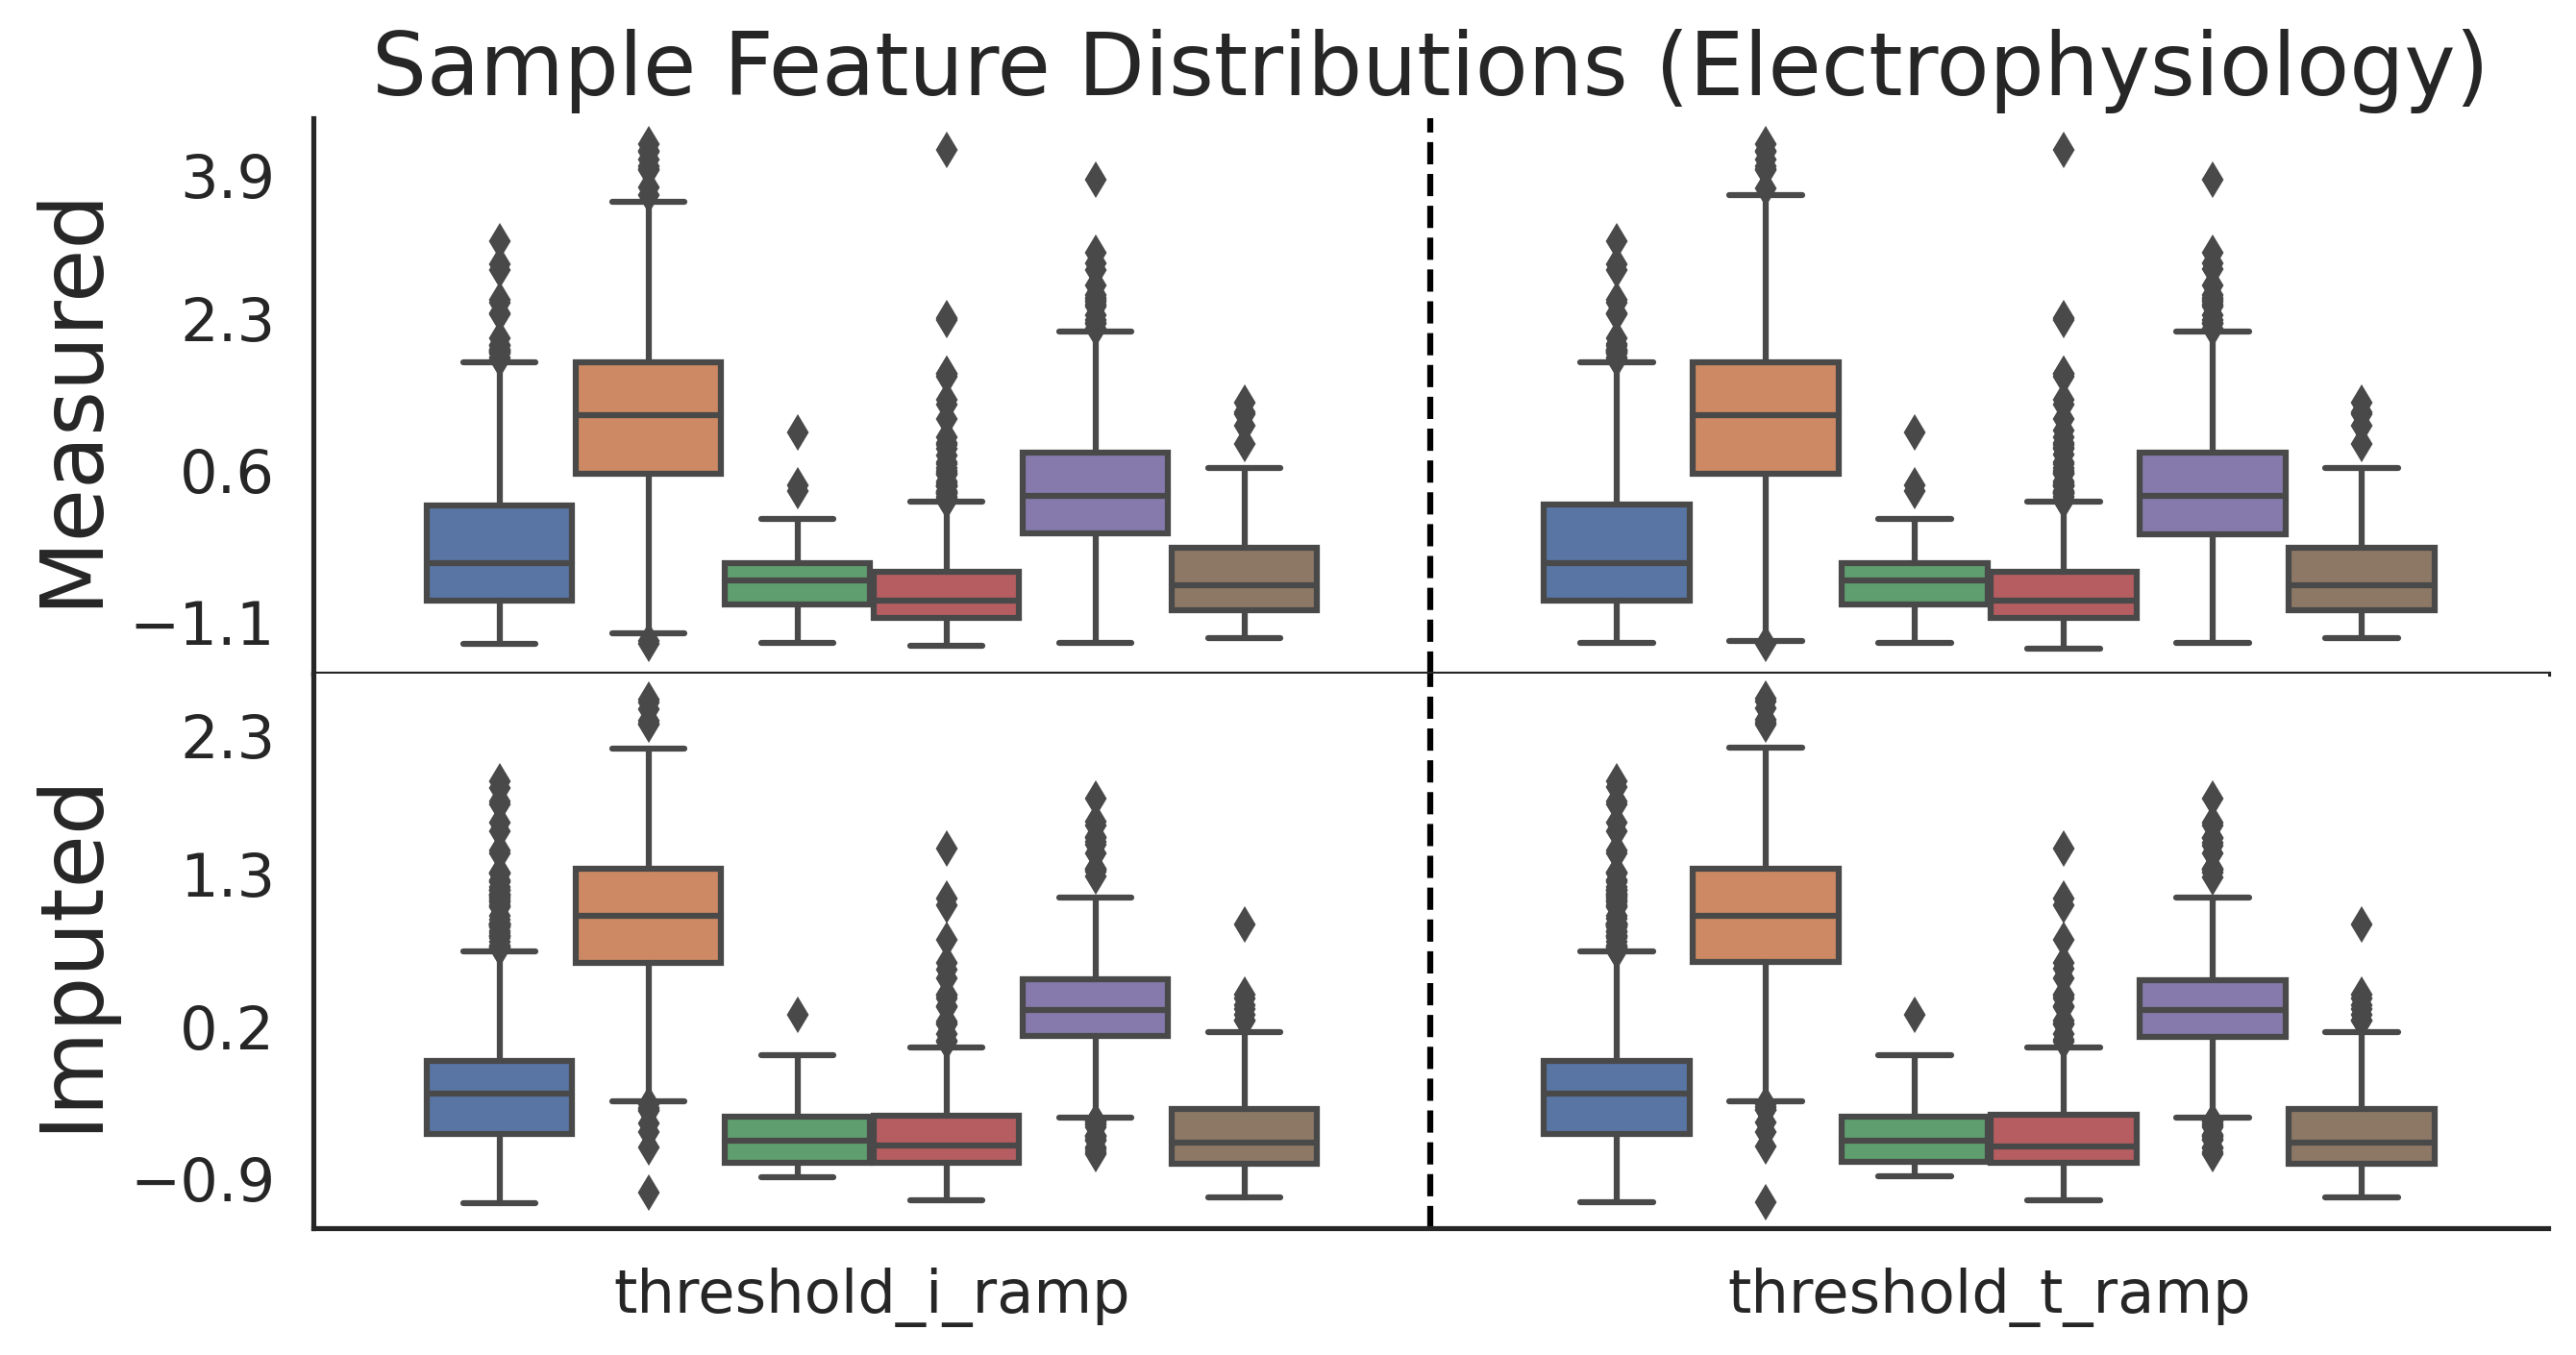 Sample Feature Distributions (Electrophysiology)
Measured
3.9
2.3
0.6
−1.1
Imputed
2.3
1.3
0.2
−0.9
threshold_i_ramp
threshold_t_ramp